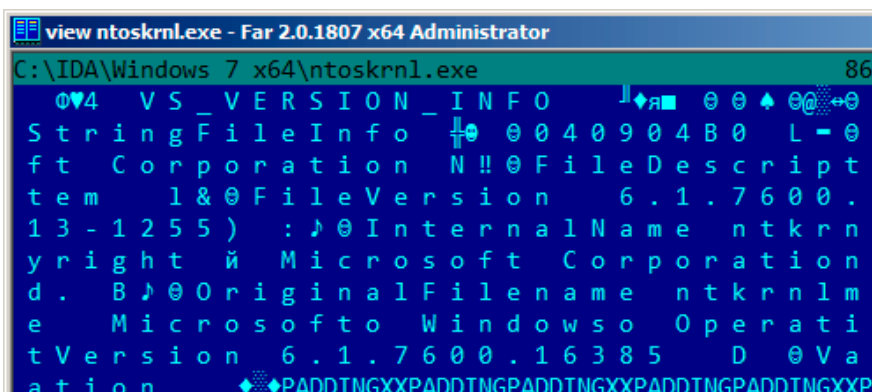 view ntoskrnl.exe - Far 2.0.1807 x64 Administrator
C:\IDA\Windows 7 x64\ntoskrnl.exe 86
Ф♥4 V S _ V E R S I O N _ I N F O ╜♦я■ ☺ ☺ ♠ ☺@░↔☺
S t r i n g F i l e I n f o ╬☻ ☺ 0 4 0 9 0 4 B 0 L ▬ ☺
f t C o r p o r a t i o n N ‼ ☺ F i l e D e s c r i p t
t e m l & ☺ F i l e V e r s i o n 6 . 1 . 7 6 0 0 .
1 3 - 1 2 5 5 ) : ♪ ☺ I n t e r n a l N a m e n t k r n
y r i g h t й M i c r o s o f t C o r p o r a t i o n
d . B ♪ ☺ O r i g i n a l F i l e n a m e n t k r n l m
e M i c r o s o f t o W i n d o w s o O p e r a t i
t V e r s i o n 6 . 1 . 7 6 0 0 . 1 6 3 8 5 D ☺ V a
a t i o n ♦░♦PADDINGXXPADDINGPADDINGXXPADDINGPADDINGXXP